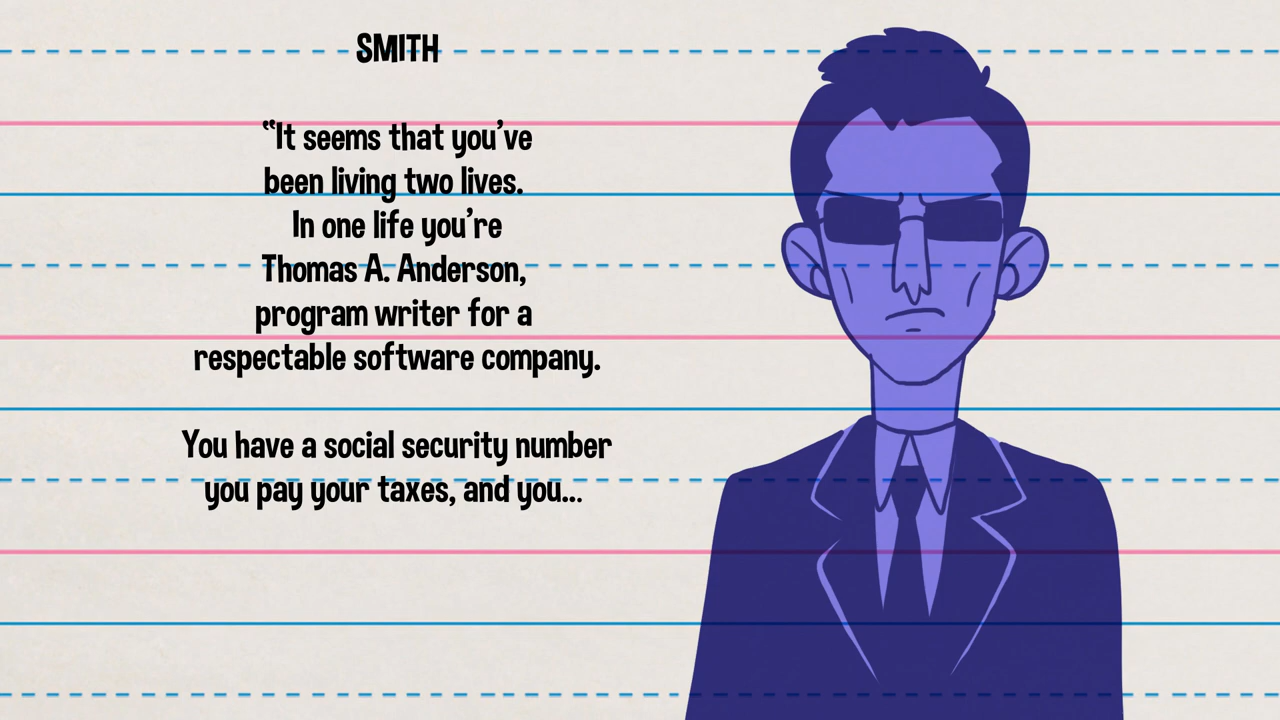 SMITH
“It seems that you’ve
been living two lives.
In one life you’re
Thomas A. Anderson,
program writer for a
respectable software company.
You have a social security number
you pay your taxes, and you...